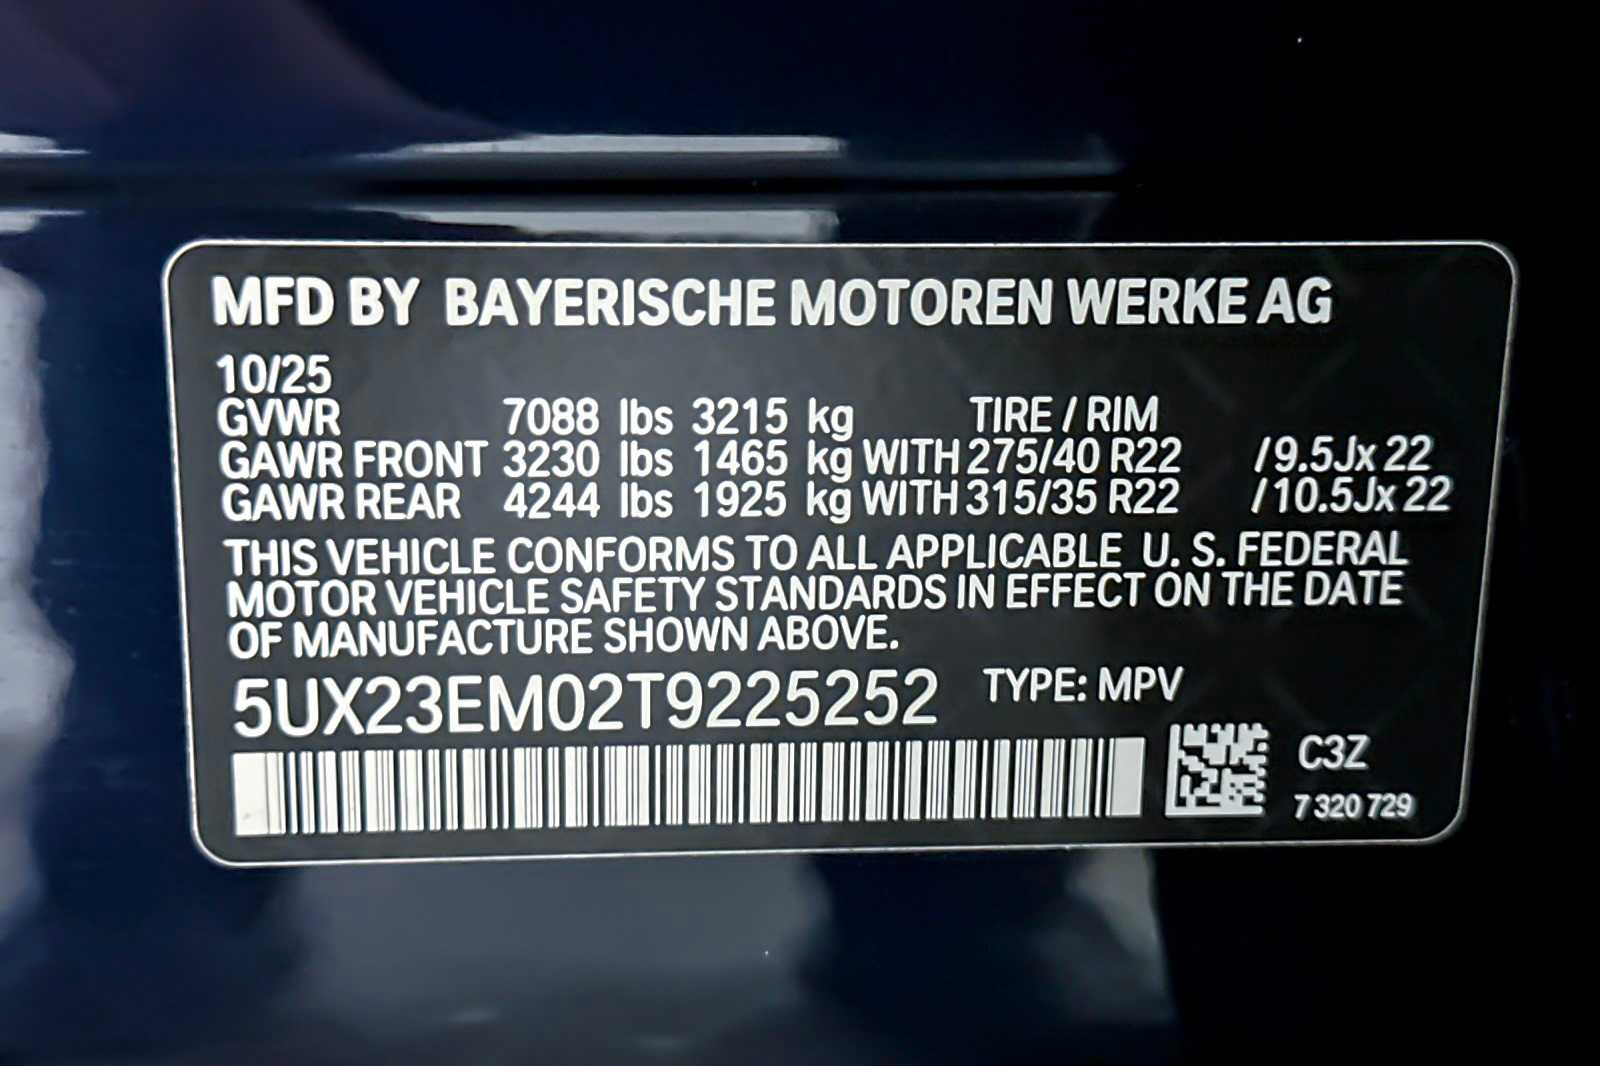 MFD BY BAYERISCHE MOTOREN WERKE AG
10/25
GVWR 7088 lbs 3215 kg TIRE / RIM
GAWR FRONT 3230 lbs 1465 kg WITH 275/40 R22 /9.5Jx 22
GAWR REAR 4244 lbs 1925 kg WITH 315/35 R22 /10.5Jx 22
THIS VEHICLE CONFORMS TO ALL APPLICABLE U. S. FEDERAL
MOTOR VEHICLE SAFETY STANDARDS IN EFFECT ON THE DATE
OF MANUFACTURE SHOWN ABOVE.
5UX23EM02T9225252 TYPE: MPV
C3Z
7 320 729